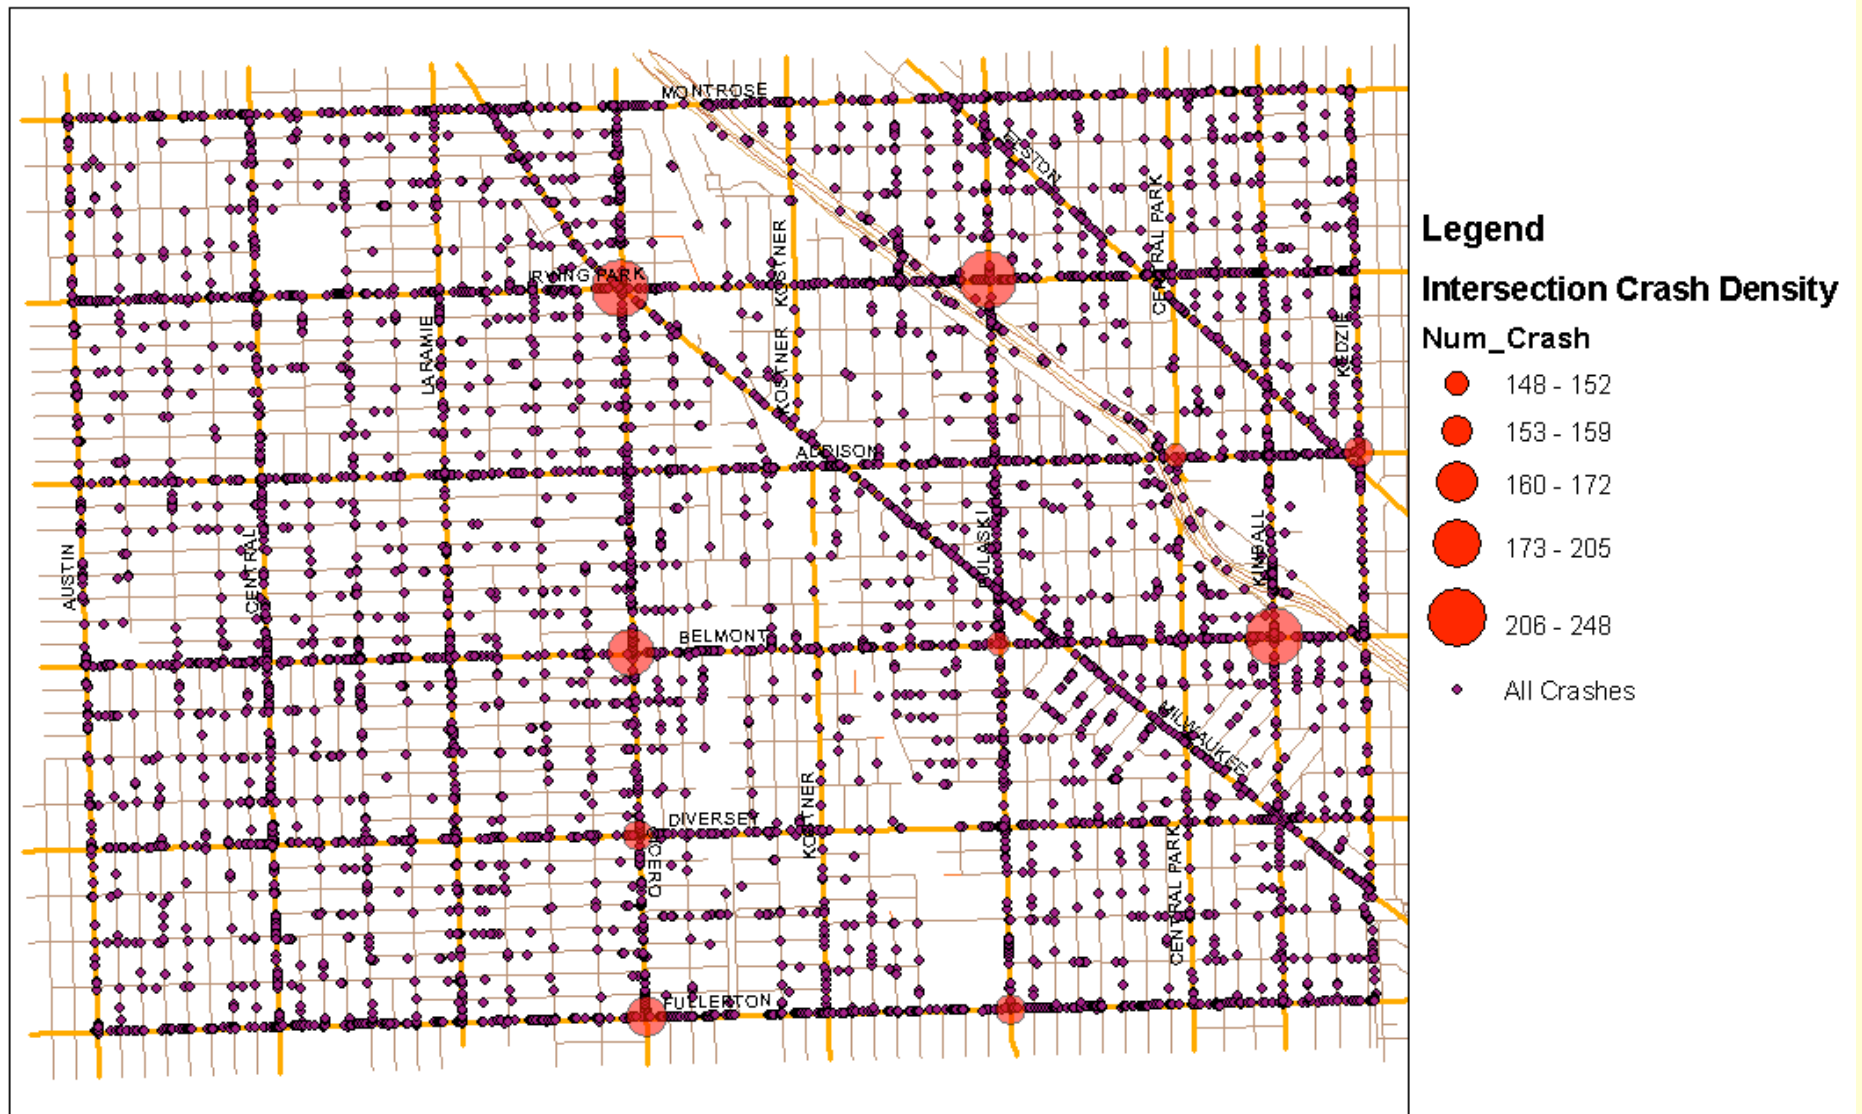 MONTROSE
ELSTON
CENTRAL PARK
KOSTNER
IRVING PARK
KEDZIE
LARAMIE
KOSTNER
ADDISON
PULASKI
KIMBALL
AUSTIN
CENTRAL
BELMONT
MILWAUKEE
KOSTNER
DIVERSEY
CICERO
CENTRAL PARK
FULLERTON
Legend
Intersection Crash Density
Num_Crash
148 - 152
153 - 159
160 - 172
173 - 205
206 - 248
All Crashes